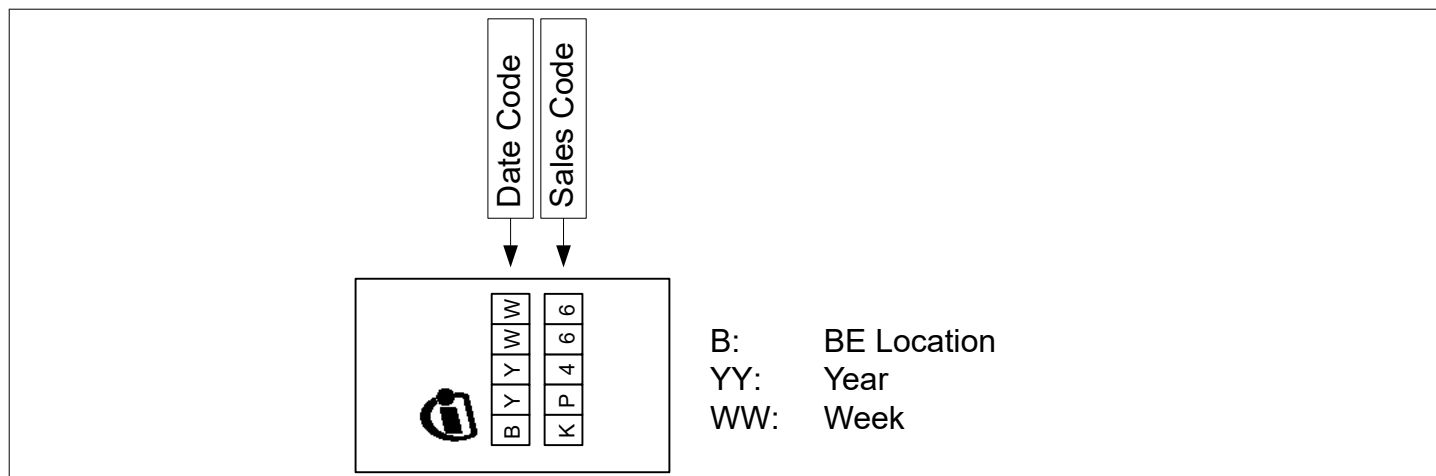 Date Code
Sales Code
B Y Y W W
K P 4 6 6
B: BE Location
YY: Year
WW: Week